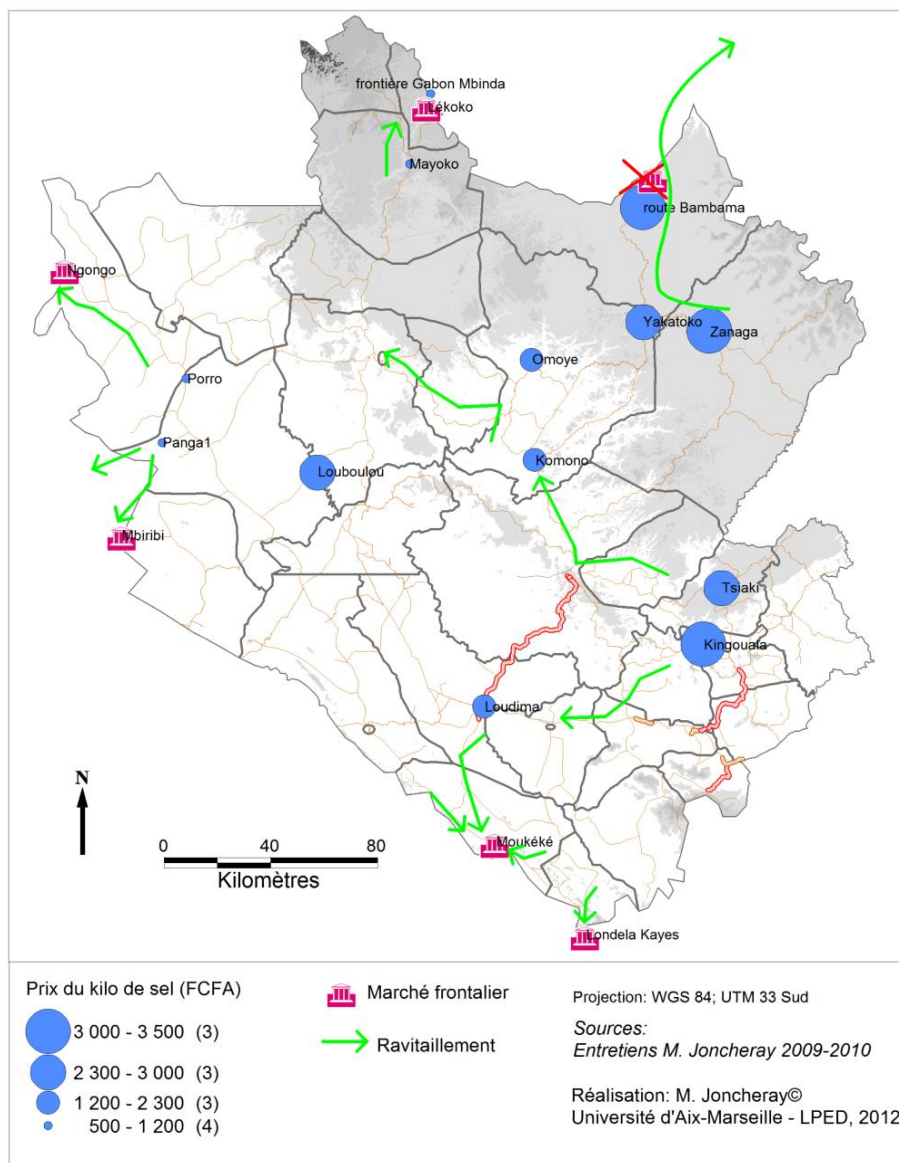 frontière Gabon Mbinda
Lékoko
Mayoko
route Bambama
Ngongo
Yakatoko
Zanaga
Omoye
Porro
Panga1
Komono
Louboulou
Mbiribi
Tsiaki
Kingouala
Loudima
N
0 40 80
Kilomètres
Moukéké
Londela Kayes
Prix du kilo de sel (FCFA)
3 000 - 3 500 (3)
2 300 - 3 000 (3)
1 200 - 2 300 (3)
500 - 1 200 (4)
Marché frontalier
Ravitaillement
Projection: WGS 84; UTM 33 Sud
Sources:
Entretiens M. Joncheray 2009-2010
Réalisation: M. Joncheray©
Université d'Aix-Marseille - LPED, 2012